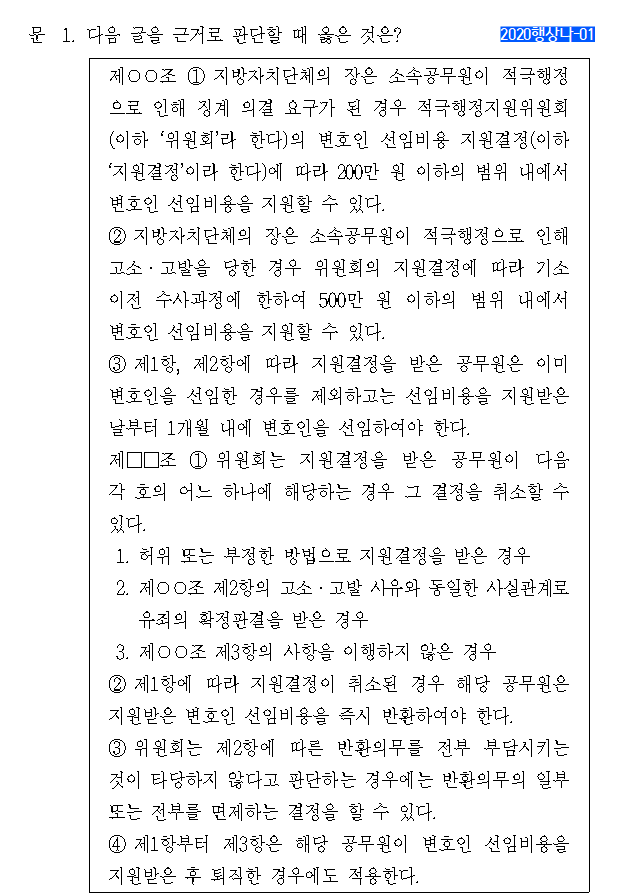 문 1. 다음 글을 근거로 판단할 때 옳은 것은? 2020행상나-01
제○○조 ① 지방자치단체의 장은 소속공무원이 적극행정
으로 인해 징계 의결 요구가 된 경우 적극행정지원위원회
(이하 ‘위원회’라 한다)의 변호인 선임비용 지원결정(이하
‘지원결정’이라 한다)에 따라 200만 원 이하의 범위 내에서
변호인 선임비용을 지원할 수 있다.
② 지방자치단체의 장은 소속공무원이 적극행정으로 인해
고소·고발을 당한 경우 위원회의 지원결정에 따라 기소
이전 수사과정에 한하여 500만 원 이하의 범위 내에서
변호인 선임비용을 지원할 수 있다.
③ 제1항, 제2항에 따라 지원결정을 받은 공무원은 이미
변호인을 선임한 경우를 제외하고는 선임비용을 지원받은
날부터 1개월 내에 변호인을 선임하여야 한다.
제□□조 ① 위원회는 지원결정을 받은 공무원이 다음
각 호의 어느 하나에 해당하는 경우 그 결정을 취소할 수
있다.
1. 허위 또는 부정한 방법으로 지원결정을 받은 경우
2. 제○○조 제2항의 고소·고발 사유와 동일한 사실관계로
유죄의 확정판결을 받은 경우
3. 제○○조 제3항의 사항을 이행하지 않은 경우
② 제1항에 따라 지원결정이 취소된 경우 해당 공무원은
지원받은 변호인 선임비용을 즉시 반환하여야 한다.
③ 위원회는 제2항에 따른 반환의무를 전부 부담시키는
것이 타당하지 않다고 판단하는 경우에는 반환의무의 일부
또는 전부를 면제하는 결정을 할 수 있다.
④ 제1항부터 제3항은 해당 공무원이 변호인 선임비용을
지원받은 후 퇴직한 경우에도 적용한다.